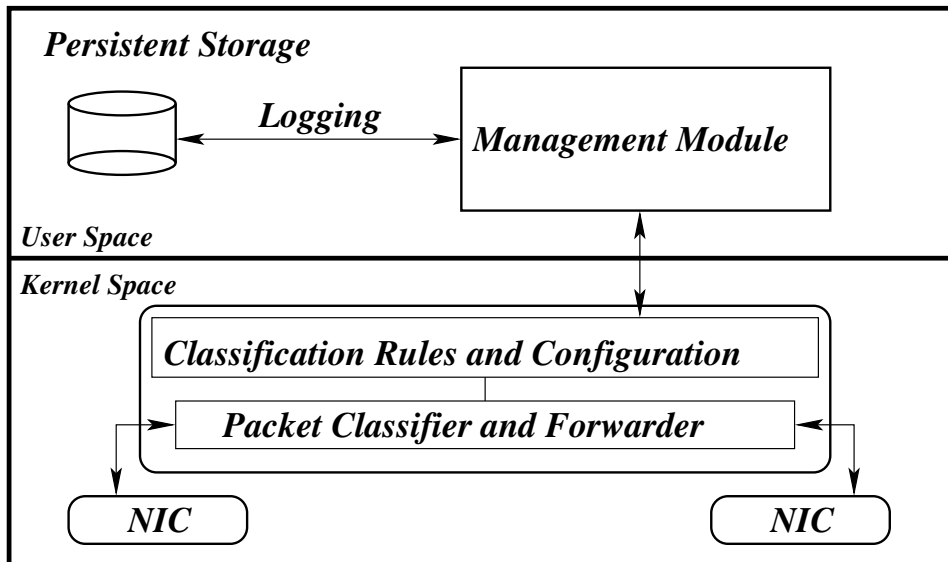 Persistent Storage
Logging
Management Module
User Space
Kernel Space
Classification Rules and Configuration
Packet Classifier and Forwarder
NIC
NIC